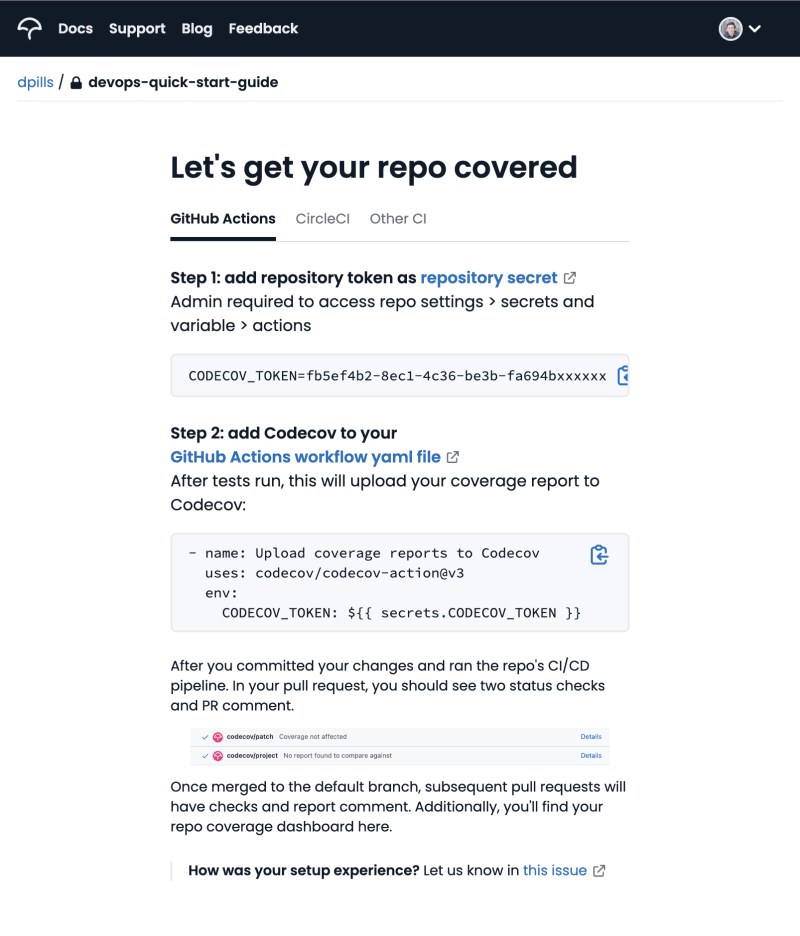 Docs Support Blog Feedback
dpills / devops-quick-start-guide
Let's get your repo covered
GitHub Actions CircleCI Other CI
Step 1: add repository token as repository secret
Admin required to access repo settings > secrets and
variable > actions
CODECOV_TOKEN=fb5ef4b2-8ec1-4c36-be3b-fa694bxxxxxx
Step 2: add Codecov to your
GitHub Actions workflow yaml file
After tests run, this will upload your coverage report to
Codecov:
- name: Upload coverage reports to Codecov
uses: codecov/codecov-action@v3
env:
CODECOV_TOKEN: ${{ secrets.CODECOV_TOKEN }}
After you committed your changes and ran the repo's CI/CD
pipeline. In your pull request, you should see two status checks
and PR comment.
codecov/patch Coverage not affected Details
codecov/project No report found to compare against Details
Once merged to the default branch, subsequent pull requests will
have checks and report comment. Additionally, you'll find your
repo coverage dashboard here.
How was your setup experience? Let us know in this issue